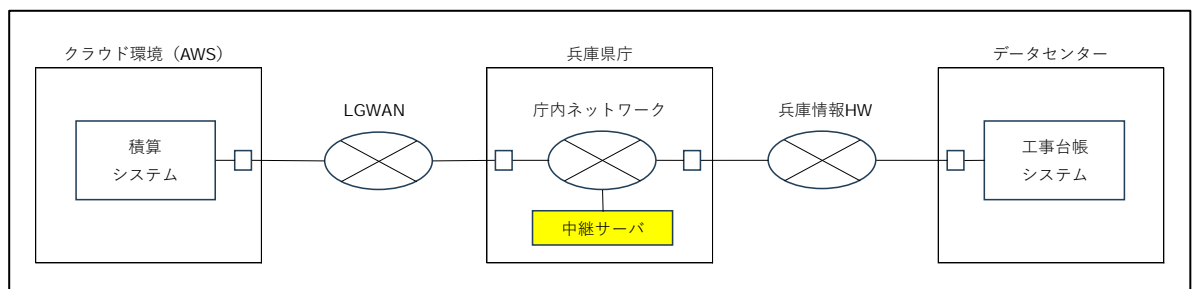 クラウド環境（AWS）
兵庫県庁
データセンター
LGWAN
庁内ネットワーク
兵庫情報HW
積算
システム
工事台帳
システム
中継サーバ